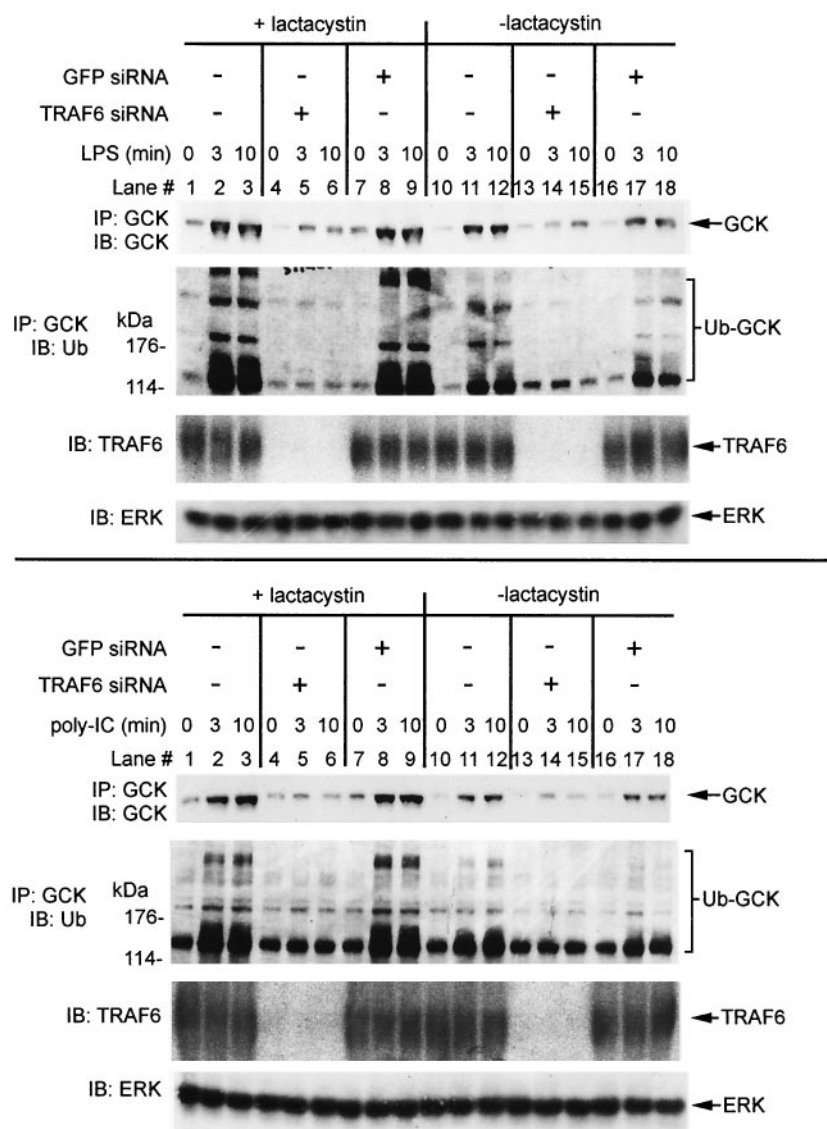 + lactacystin -lactacystin
GFP siRNA - - + - - +
TRAF6 siRNA - + - - + -
LPS (min) 0 3 10 0 3 10 0 3 10 0 3 10 0 3 10 0 3 10
Lane # 1 2 3 4 5 6 7 8 9 10 11 12 13 14 15 16 17 18
IP: GCK
IB: GCK
GCK
IP: GCK
IB: Ub
kDa
176-
114-
Ub-GCK
IB: TRAF6 TRAF6
IB: ERK ERK
+ lactacystin -lactacystin
GFP siRNA - - + - - +
TRAF6 siRNA - + - - + -
poly-IC (min) 0 3 10 0 3 10 0 3 10 0 3 10 0 3 10 0 3 10
Lane # 1 2 3 4 5 6 7 8 9 10 11 12 13 14 15 16 17 18
IP: GCK
IB: GCK
GCK
IP: GCK
IB: Ub
kDa
176-
114-
Ub-GCK
IB: TRAF6 TRAF6
IB: ERK ERK